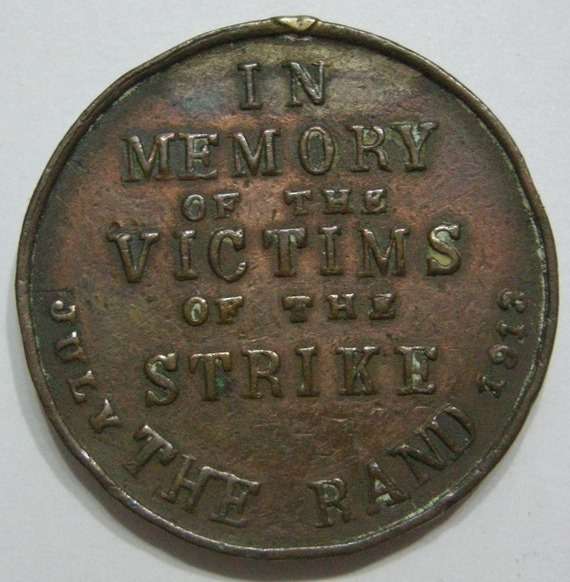 IN
MEMORY
OF THE
VICTIMS
OF THE
STRIKE
JULY 1913
THE RAND